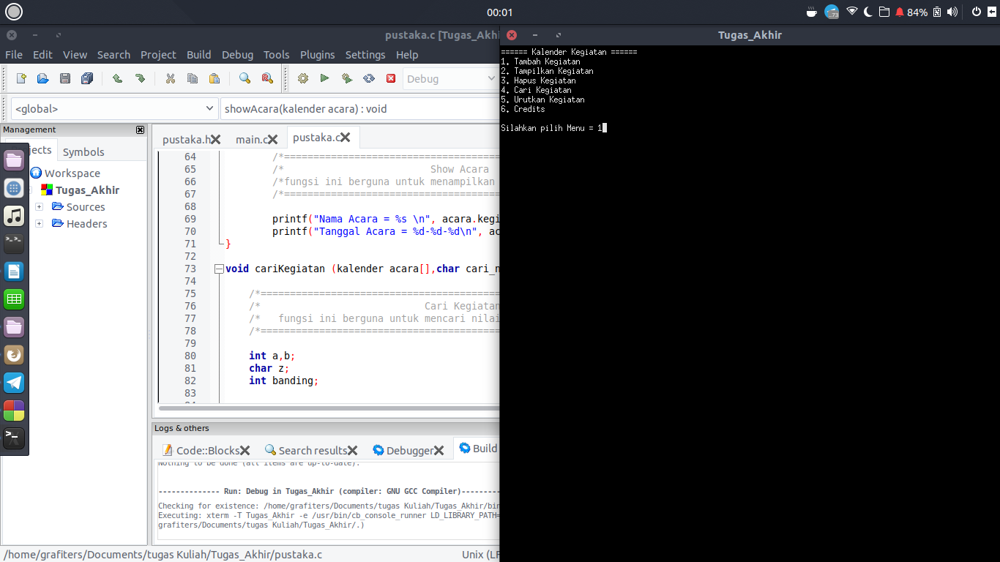 00:01
73
84%
pustaka.c [Tugas_Akhi
Tugas_Akhir
File Edit View Search Project Build Debug Tools Plugins Settings Help
Debug
<global>
showAcara(kalender acara) : void
Management
jects
Symbols
Workspace
Tugas_Akhir
Sources
Headers
pustaka.h
main.c
pustaka.c
64 /*=====================================
65 /* Show Acara
66 /*fungsi ini berguna untuk menampilkan
67 /*=====================================
68
69 printf("Nama Acara = %s \n", acara.kegi
70 printf("Tanggal Acara = %d-%d-%d\n", ac
71 }
72
73 void cariKegiatan (kalender acara[],char cari_n
74
75 /*=========================================
76 /* Cari Kegiatan
77 /* fungsi ini berguna untuk mencari nilai
78 /*=========================================
79
80 int a,b;
81 char z;
82 int banding;
83
84
Logs & others
Code::Blocks
Search results
Debugger
Build
Nothing to be done (all items are up-to-date).
-------------- Run: Debug in Tugas_Akhir (compiler: GNU GCC Compiler)---------
Checking for existence: /home/grafiters/Documents/tugas Kuliah/Tugas_Akhir/bin
Executing: xterm -T Tugas_Akhir -e /usr/bin/cb_console_runner LD_LIBRARY_PATH=
grafiters/Documents/tugas Kuliah/Tugas_Akhir/.)
/home/grafiters/Documents/tugas Kuliah/Tugas_Akhir/pustaka.c
Unix (LF
====== Kalender Kegiatan ======
1. Tambah Kegiatan
2. Tampilkan Kegiatan
3. Hapus Kegiatan
4. Cari Kegiatan
5. Urutkan Kegiatan
6. Credits
Silahkan pilih Menu = 1